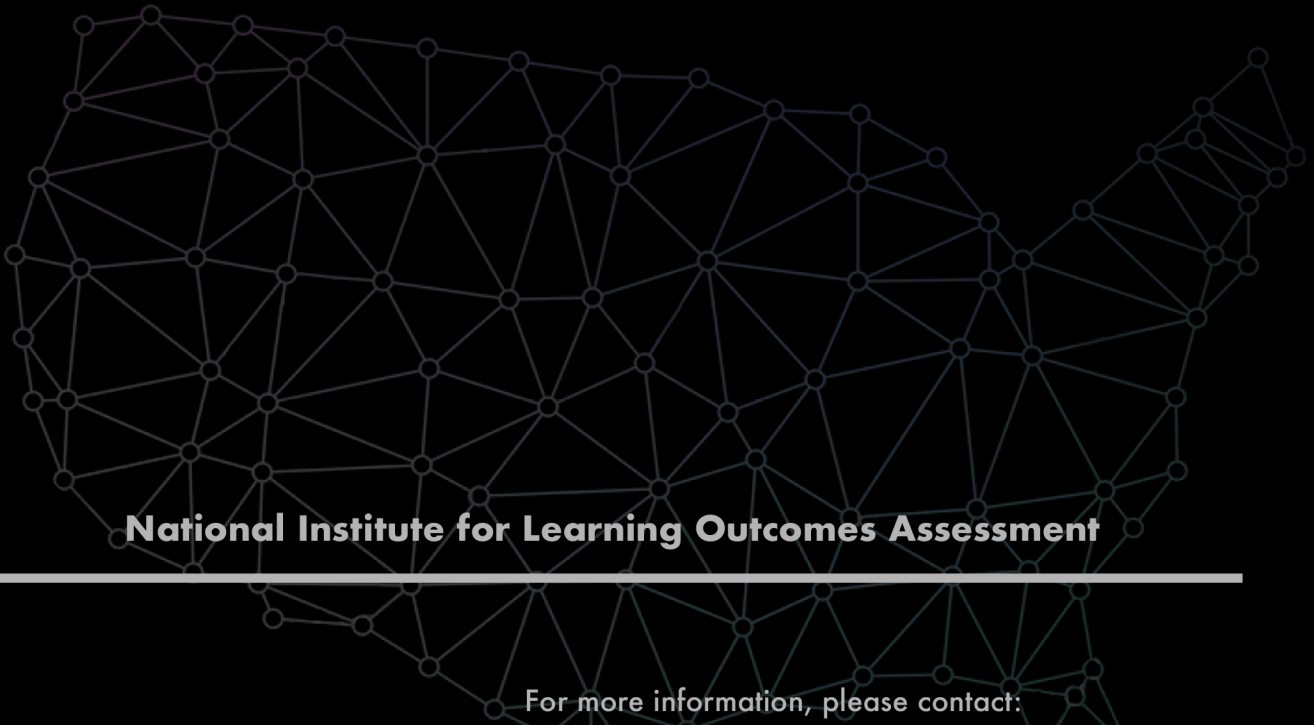 National Institute for Learning Outcomes Assessment
For more information, please contact: